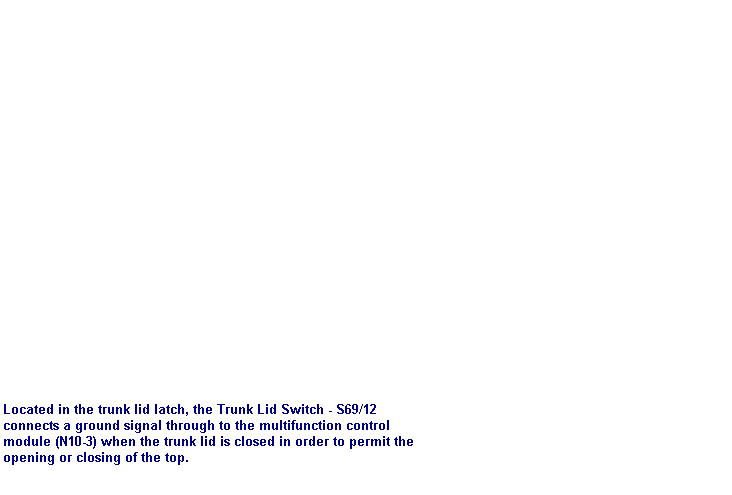 Located in the trunk lid latch, the Trunk Lid Switch - S69/12
connects a ground signal through to the multifunction control
module (N10-3) when the trunk lid is closed in order to permit the
opening or closing of the top.